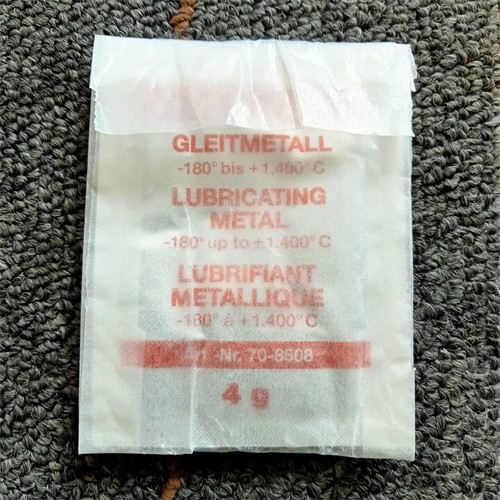 GLEITMETALL
-180° bis +1.400° C
LUBRICATING
METAL
-180° up to +1.400° C
LUBRIFIANT
METALLIQUE
-180° à +1.400° C
Art.-Nr. 70-8508
4 g